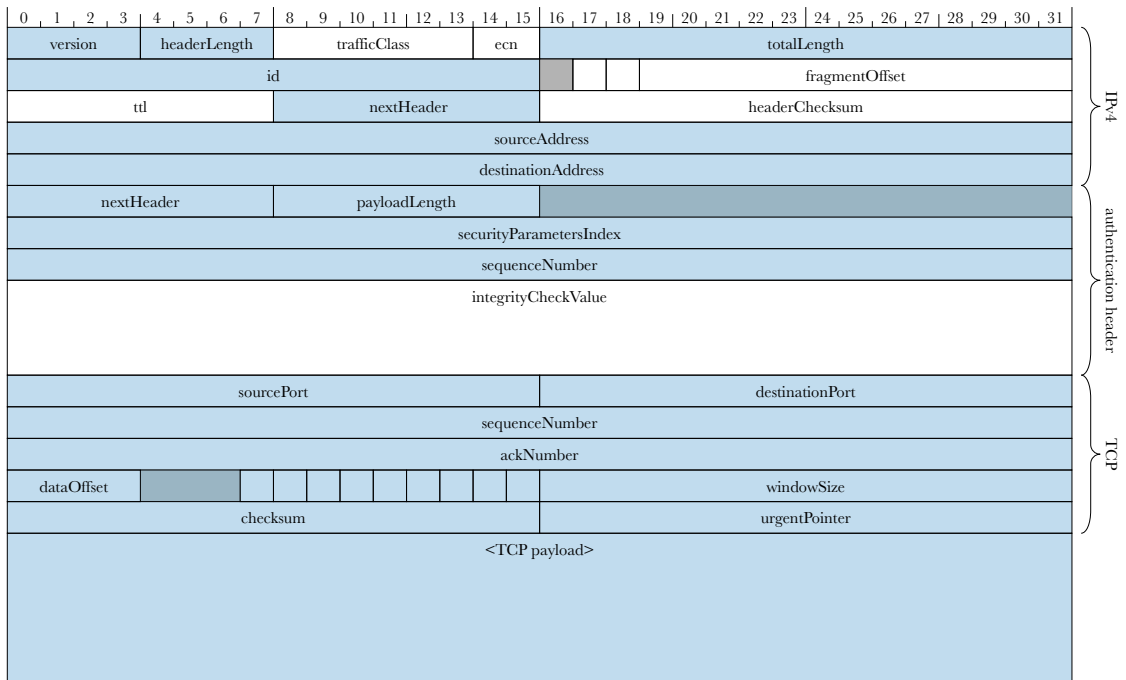 0 1 2 3 4 5 6 7 8 9 10 11 12 13 14 15 16 17 18 19 20 21 22 23 24 25 26 27 28 29 30 31
version headerLength trafficClass ecn totalLength
id fragmentOffset
ttl nextHeader headerChecksum
sourceAddress
destinationAddress
IPv4
nextHeader payloadLength
securityParametersIndex
sequenceNumber
integrityCheckValue
authentication header
sourcePort destinationPort
sequenceNumber
ackNumber
dataOffset windowSize
checksum urgentPointer
TCP
<TCP payload>